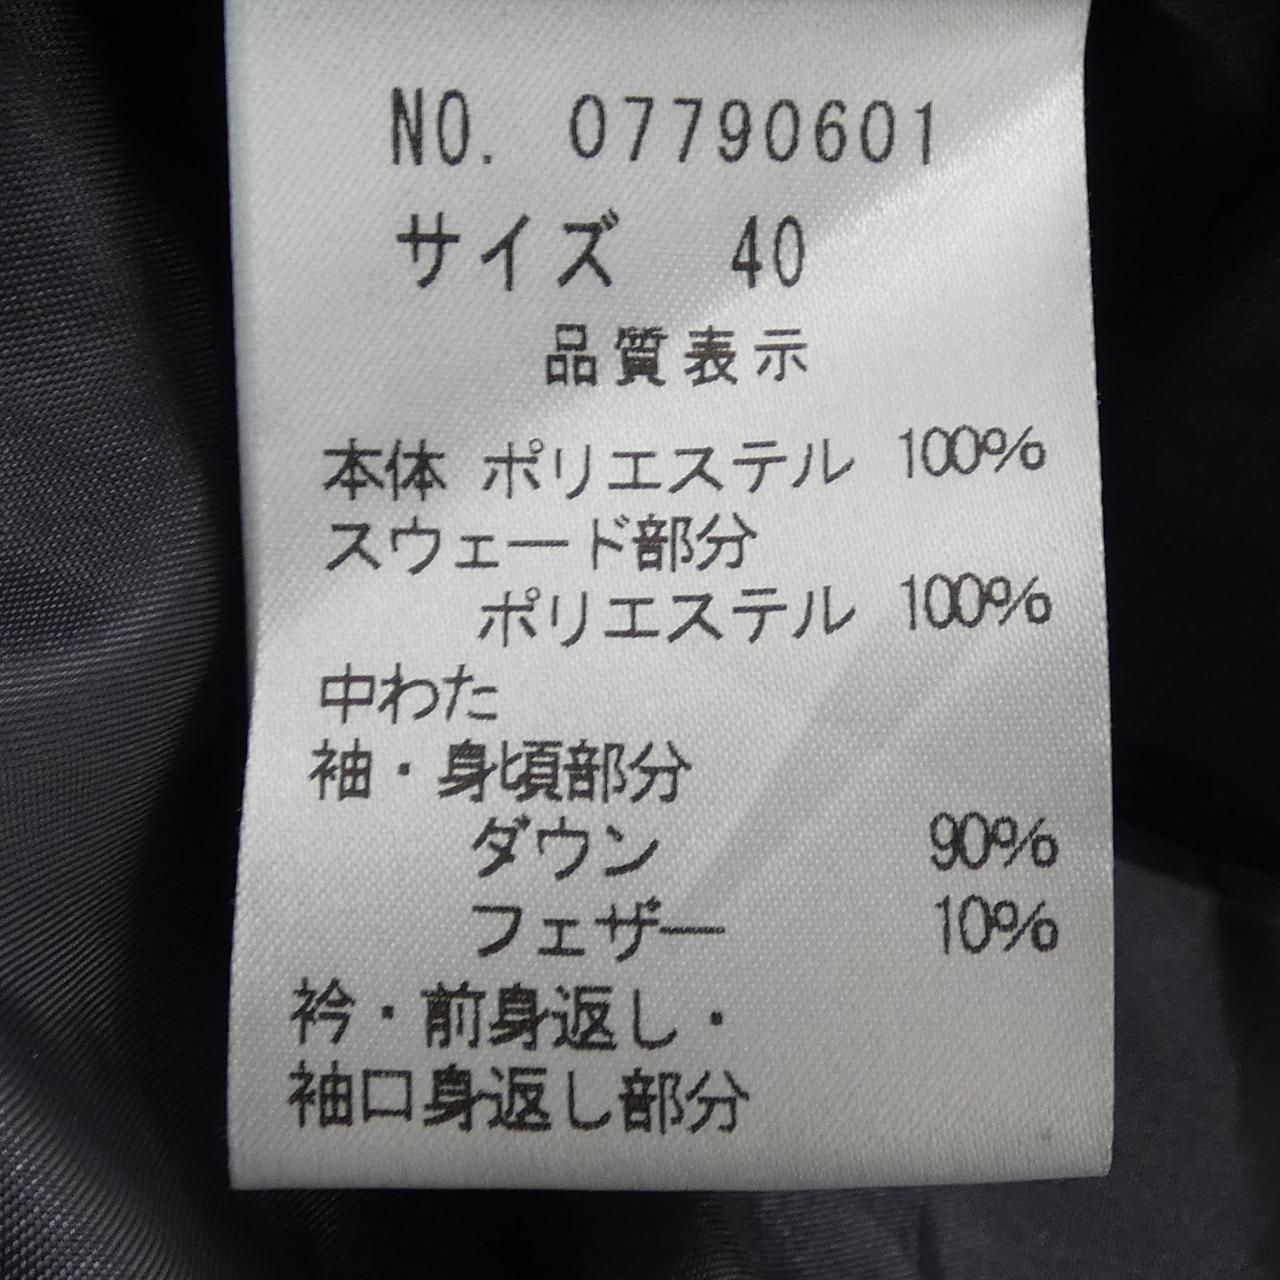 NO. 07790601
サイズ 40
品質表示
本体 ポリエステル 100%
スウェード部分
ポリエステル 100%
中わた
袖・身頃部分
ダウン 90%
フェザー 10%
衿・前身返し・
袖口身返し部分